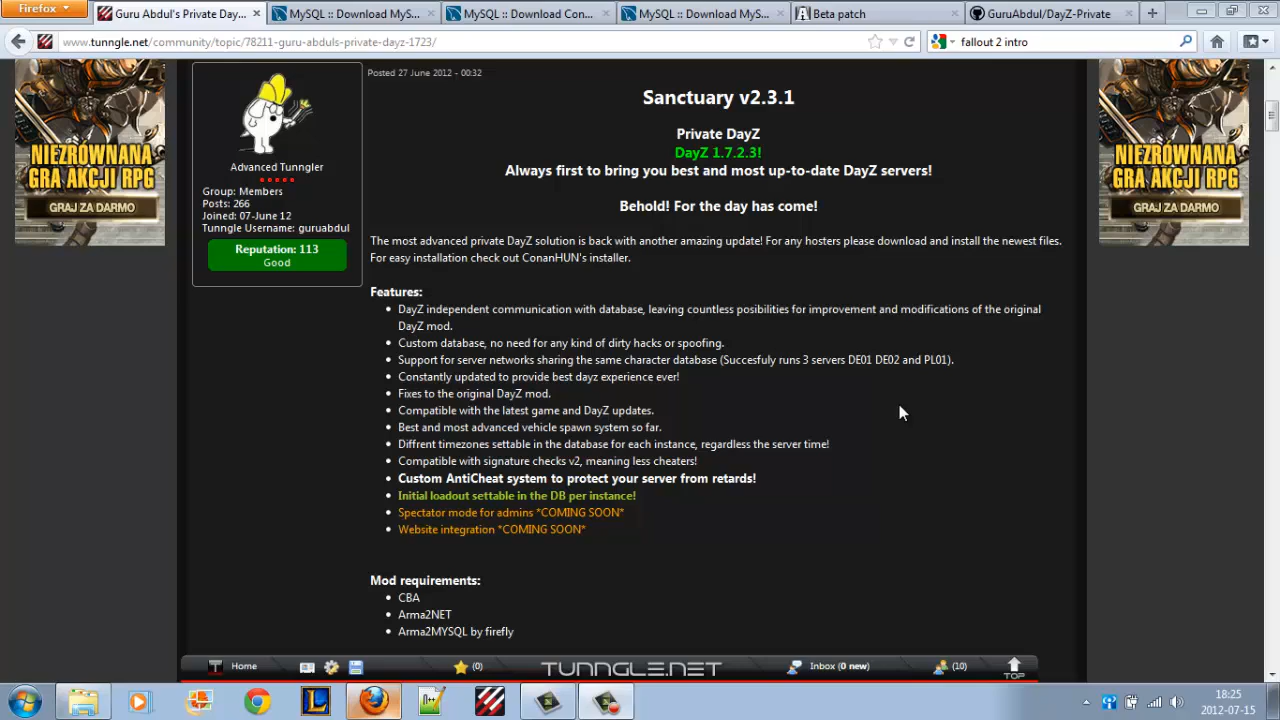 Firefox
Guru Abdul's Private Day...
MySQL :: Download MyS...
MySQL :: Download Con...
MySQL :: Download MyS...
Beta patch
GuruAbdul/DayZ-Private
www.tunngle.net/community/topic/78211-guru-abduls-private-dayz-1723/
fallout 2 intro
Posted 27 June 2012 - 00:32
Sanctuary v2.3.1
Private DayZ
DayZ 1.7.2.3!
Always first to bring you best and most up-to-date DayZ servers!
Behold! For the day has come!
NIEZRÓWNANA
GRA AKCJI RPG
GRAJ ZA DARMO
Advanced Tunngler
Group: Members
Posts: 266
Joined: 07-June 12
Tunngle Username: guruabdul
Reputation: 113
Good
The most advanced private DayZ solution is back with another amazing update! For any hosters please download and install the newest files.
For easy installation check out ConanHUN's installer.
Features:
DayZ independent communication with database, leaving countless posibilities for improvement and modifications of the original
DayZ mod.
Custom database, no need for any kind of dirty hacks or spoofing.
Support for server networks sharing the same character database (Succesfuly runs 3 servers DE01 DE02 and PL01).
Constantly updated to provide best dayz experience ever!
Fixes to the original DayZ mod.
Compatible with the latest game and DayZ updates.
Best and most advanced vehicle spawn system so far.
Diffrent timezones settable in the database for each instance, regardless the server time!
Compatible with signature checks v2, meaning less cheaters!
Custom AntiCheat system to protect your server from retards!
Initial loadout settable in the DB per instance!
Spectator mode for admins *COMING SOON*
Website integration *COMING SOON*
Mod requirements:
CBA
Arma2NET
Arma2MYSQL by firefly
NIEZRÓWNANA
GRA AKCJI RPG
GRAJ ZA DARMO
Home
(0)
TUNNGLE.NET
Inbox (0 new)
(10)
TOP
18:25
2012-07-15